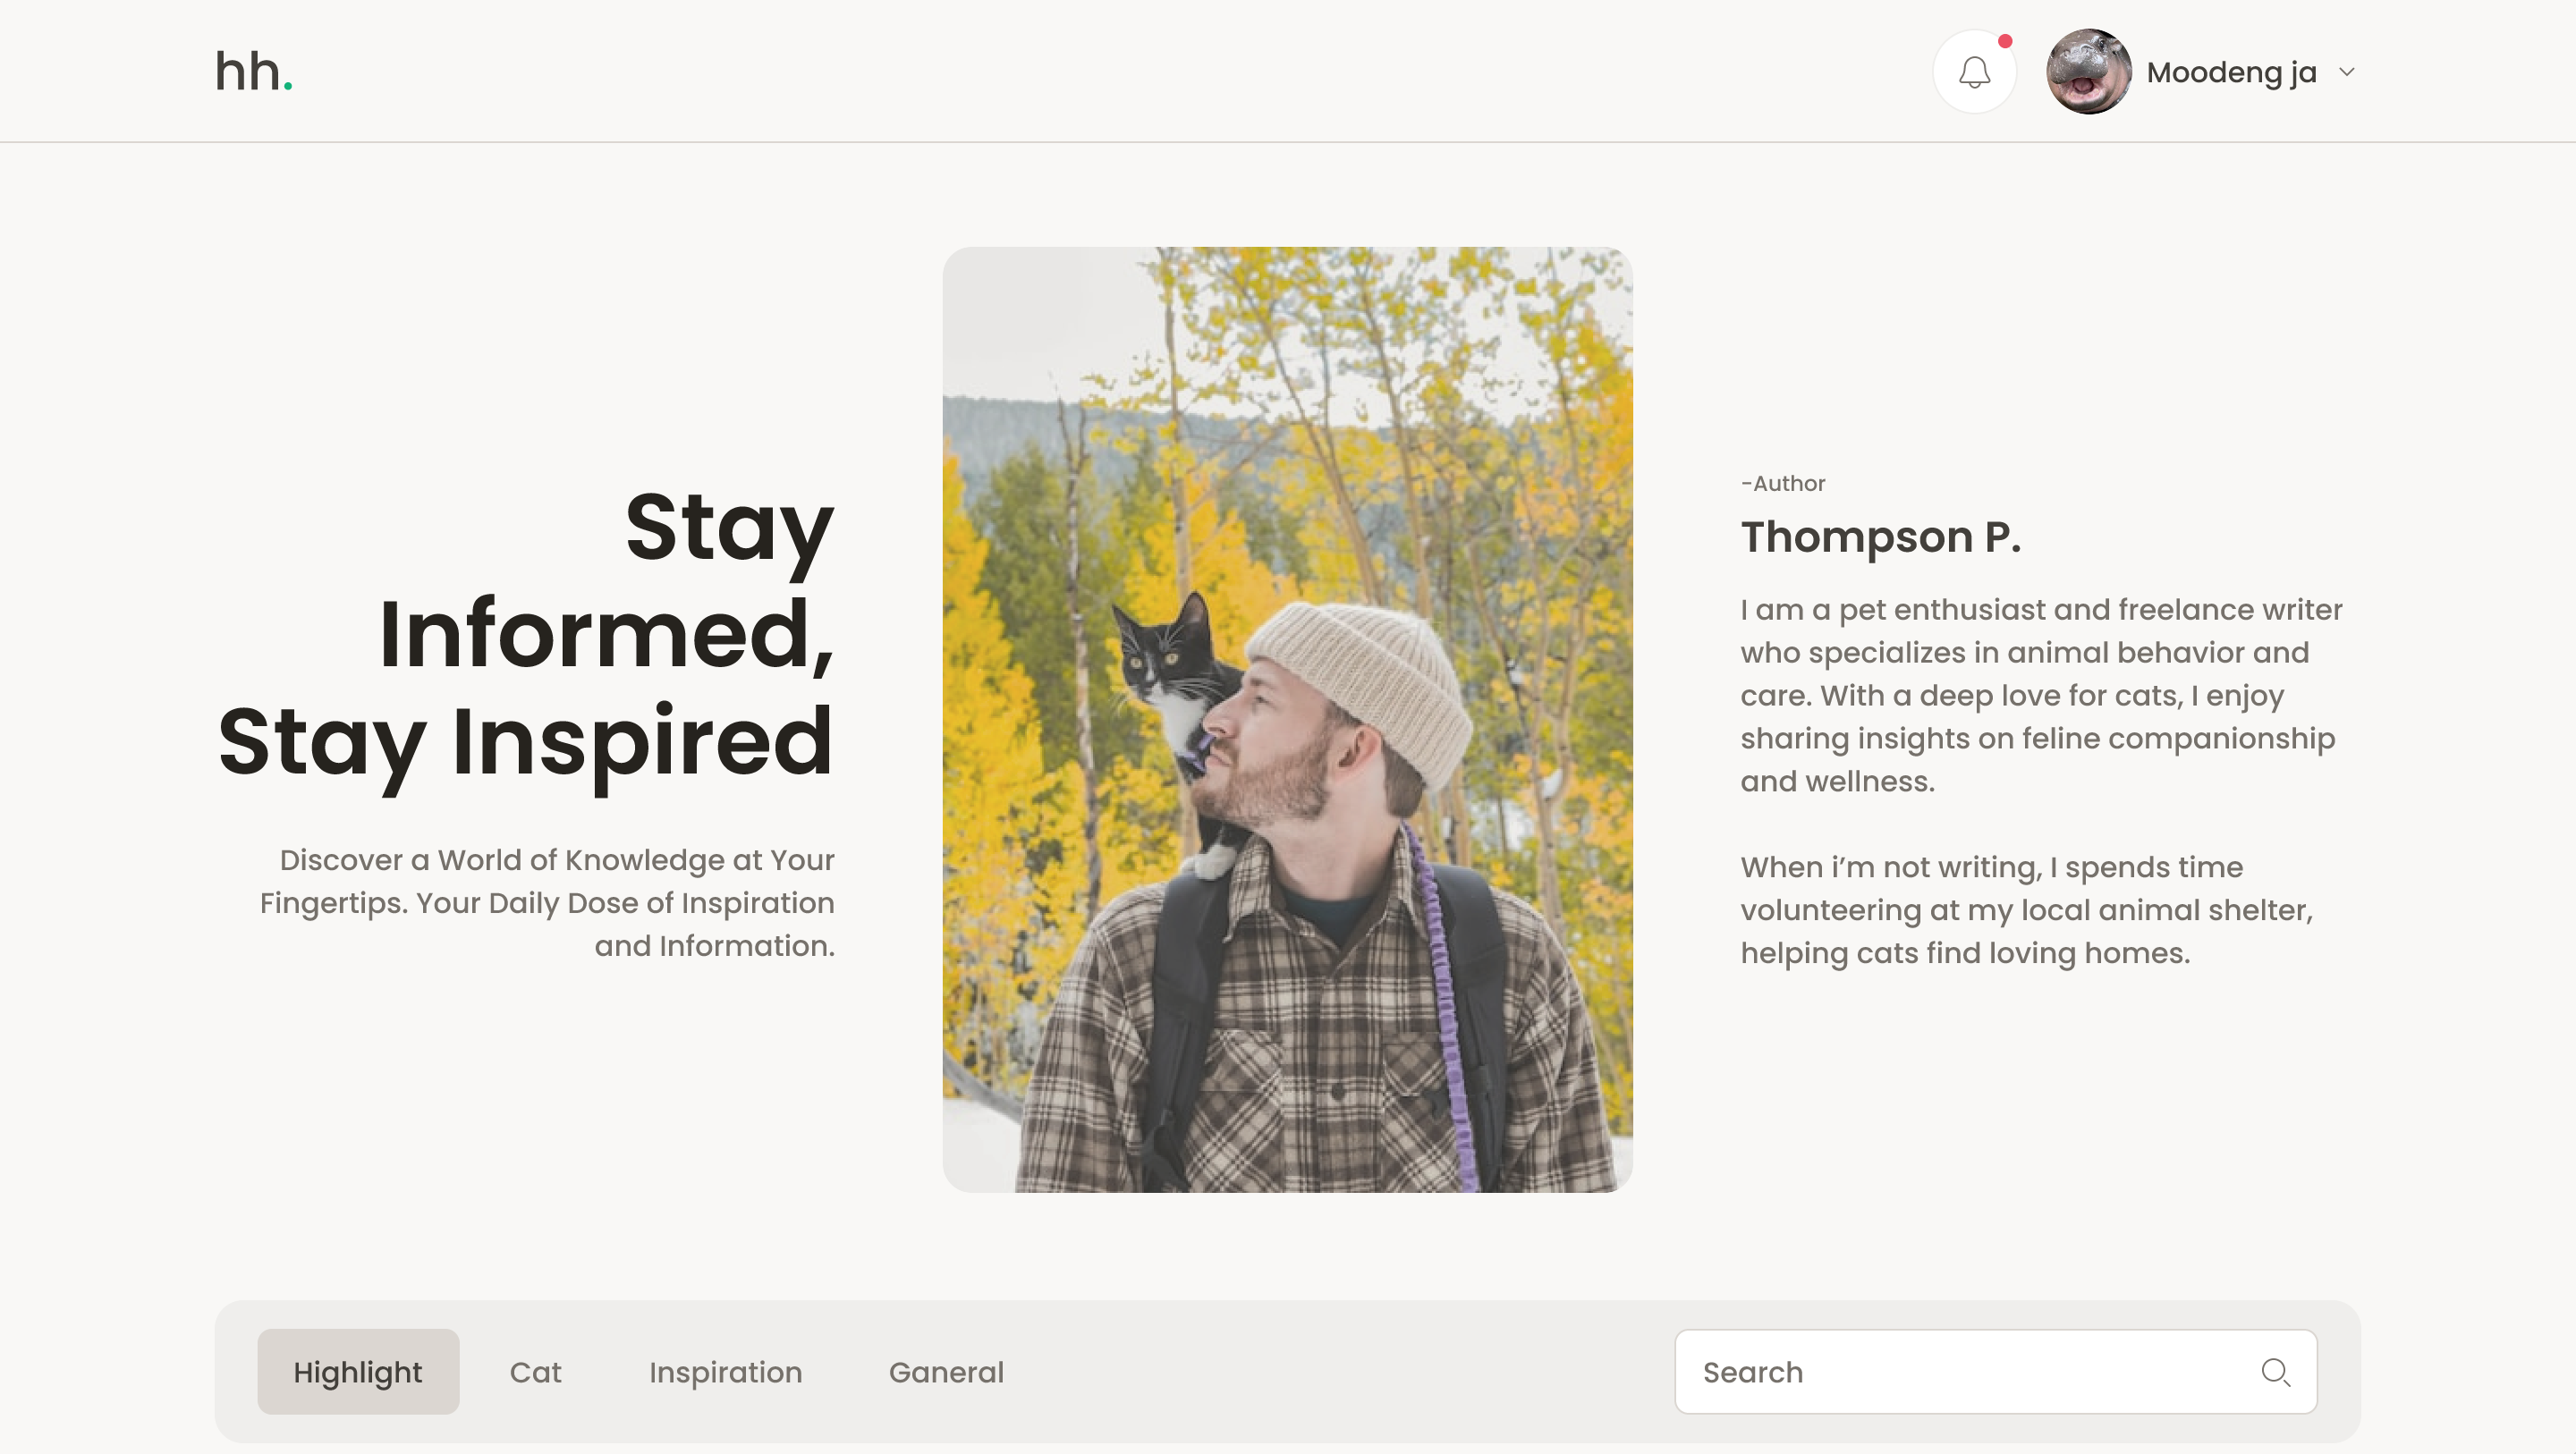 hh.
Moodeng ja
Stay
Informed,
Stay Inspired
Discover a World of Knowledge at Your
Fingertips. Your Daily Dose of Inspiration
and Information.
-Author
Thompson P.
I am a pet enthusiast and freelance writer
who specializes in animal behavior and
care. With a deep love for cats, I enjoy
sharing insights on feline companionship
and wellness.
When i’m not writing, I spends time
volunteering at my local animal shelter,
helping cats find loving homes.
Highlight
Cat
Inspiration
Ganeral
Search